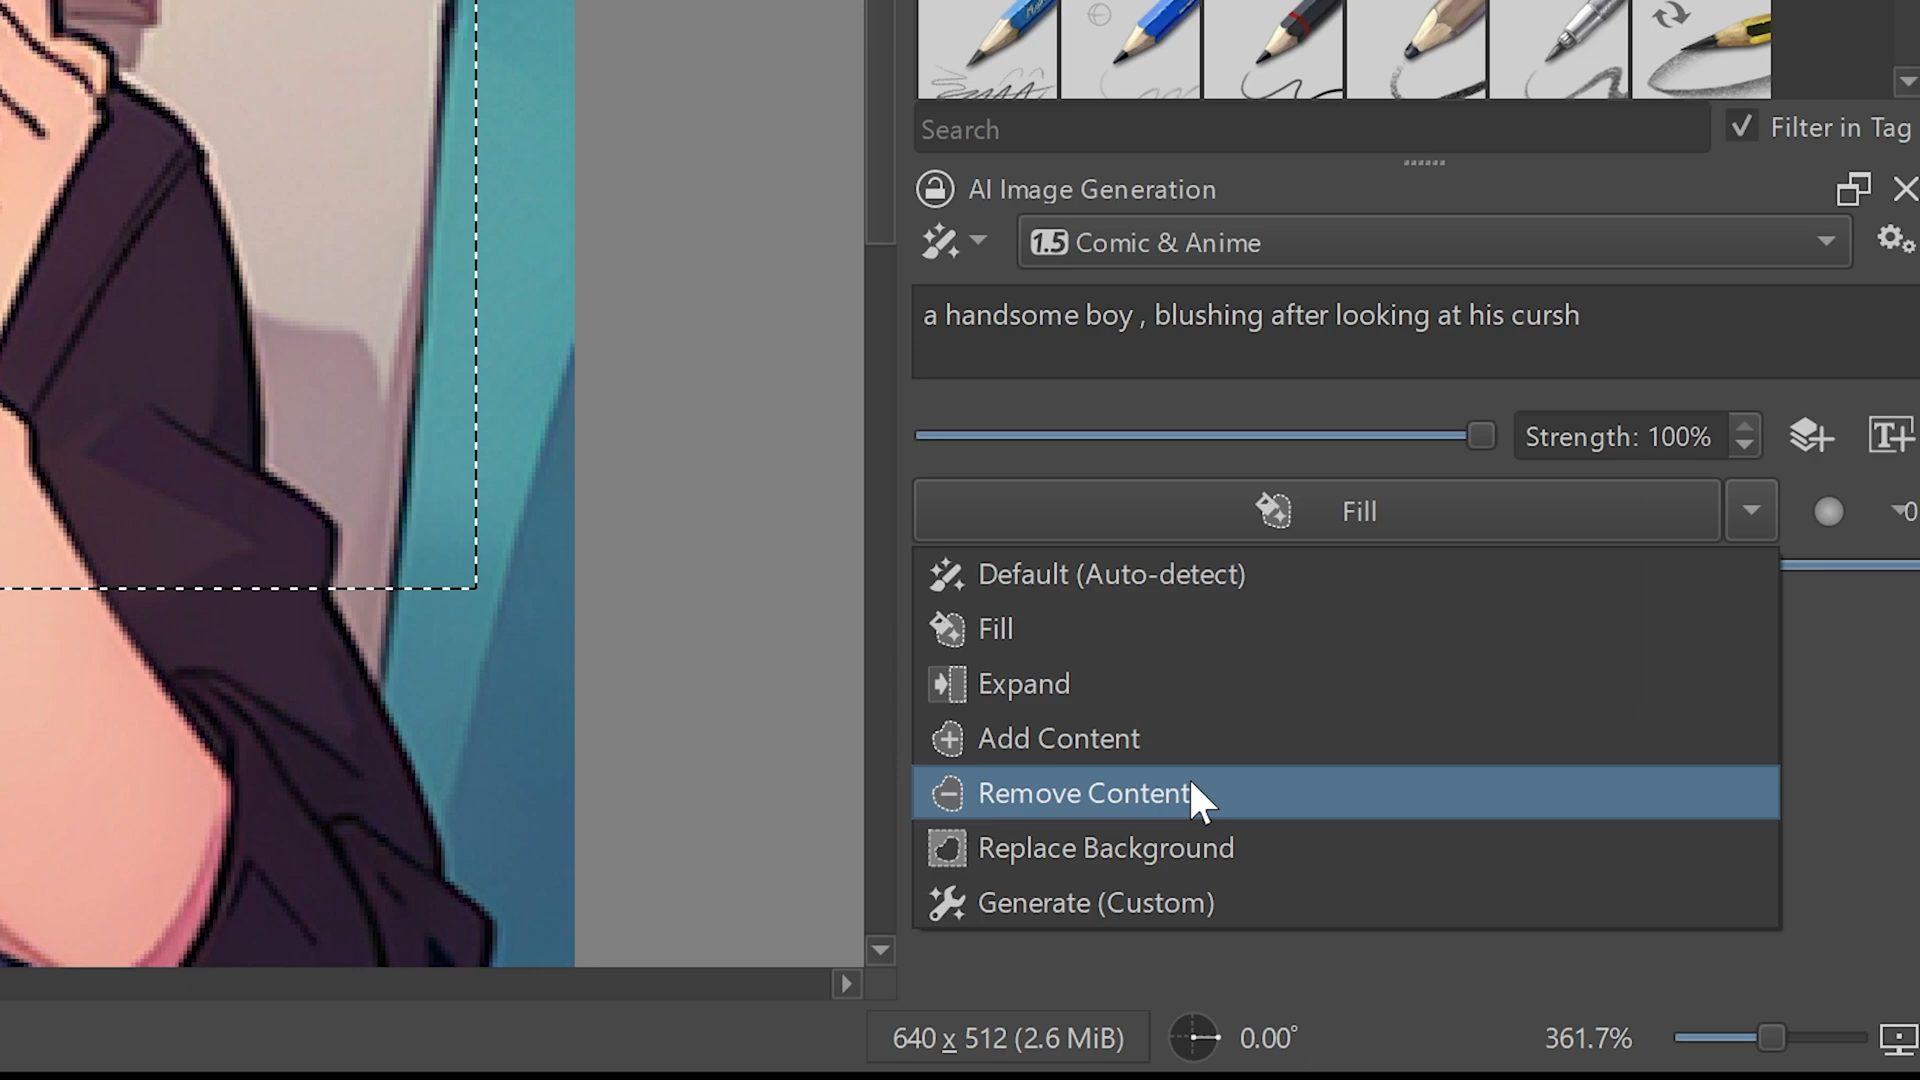 Search
Filter in Tag
AI Image Generation
1.5 Comic & Anime
a handsome boy , blushing after looking at his cursh
Strength: 100%
Fill
0
Default (Auto-detect)
Fill
Expand
Add Content
Remove Content
Replace Background
Generate (Custom)
640 x 512 (2.6 MiB)
0.00°
361.7%